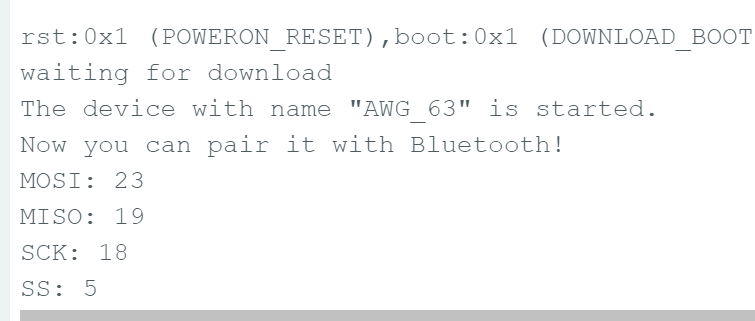 rst:0x1 (POWERON_RESET),boot:0x1 (DOWNLOAD_BOOT
waiting for download
The device with name "AWG_63" is started.
Now you can pair it with Bluetooth!
MOSI: 23
MISO: 19
SCK: 18
SS: 5